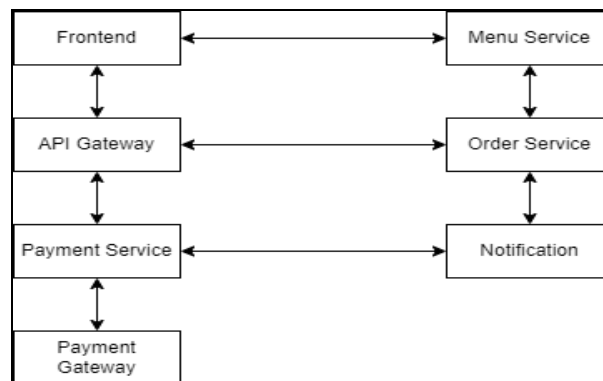 Frontend
Menu Service
API Gateway
Order Service
Payment Service
Notification
Payment
Gateway